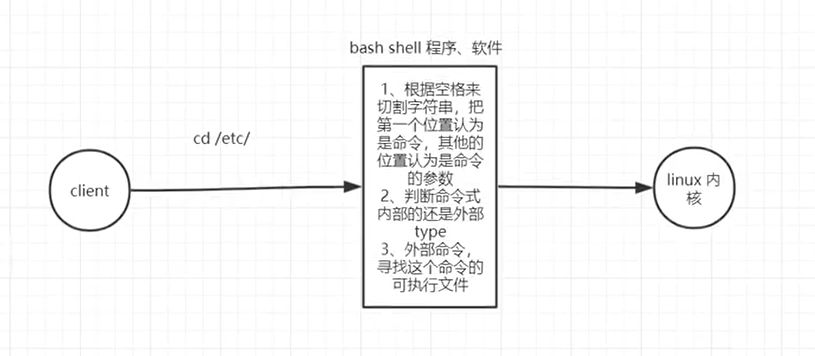 bash shell 程序、软件
cd /etc/
client
1、根据空格来
切割字符串，把
第一个位置认为
是命令，其他的
位置认为是命令
的参数
2、判断命令式
内部的还是外部
type
3、外部命令，
寻找这个命令的
可执行文件
linux 内
核